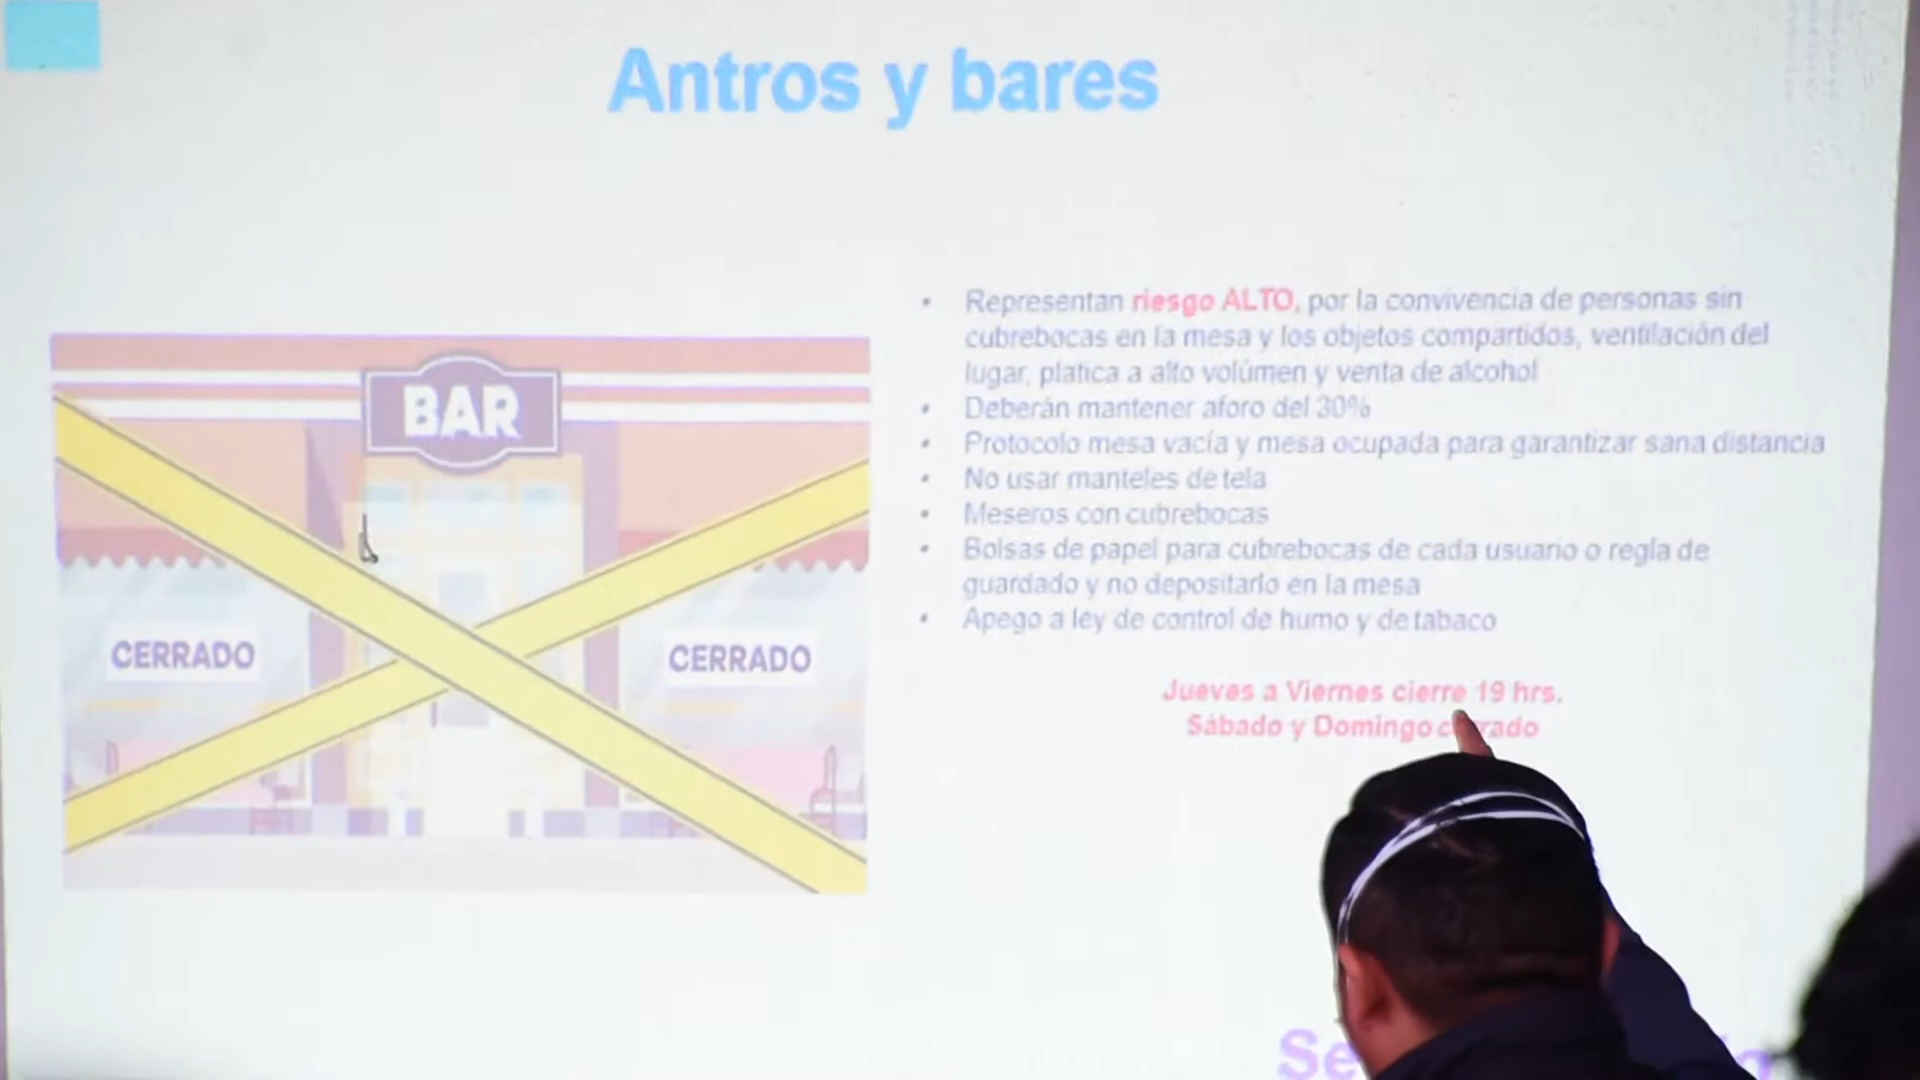 Antros y bares
BAR
CERRADO
CERRADO
• Representan riesgo ALTO, por la convivencia de personas sin
cubrebocas en la mesa y los objetos compartidos, ventilación del
lugar, platica a alto volúmen y venta de alcohol
• Deberán mantener aforo del 30%
• Protocolo mesa vacía y mesa ocupada para garantizar sana distancia
• No usar manteles de tela
• Meseros con cubrebocas
• Bolsas de papel para cubrebocas de cada usuario o regla de
guardado y no depositarlo en la mesa
• Apego a ley de control de humo y de tabaco
Jueves a Viernes cierre 19 hrs.
Sábado y Domingo